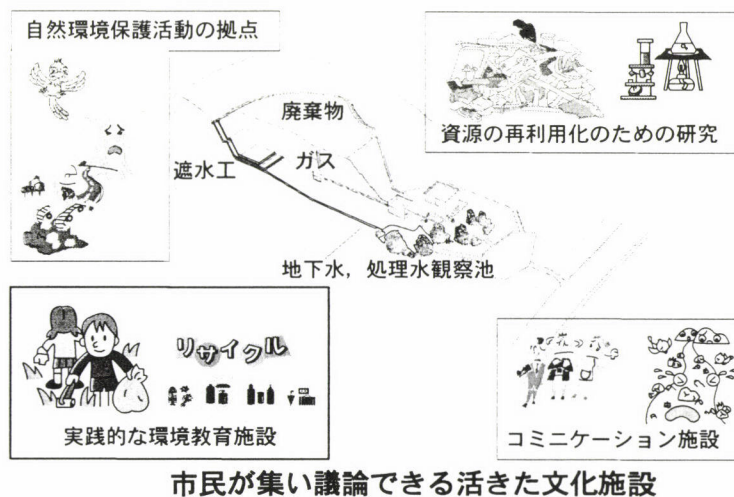 自然環境保護活動の拠点
廃棄物
ガス
遮水工
地下水，処理水観察池
資源の再利用化のための研究
リサイクル
実践的な環境教育施設
コミニケーション施設
市民が集い議論できる活きた文化施設